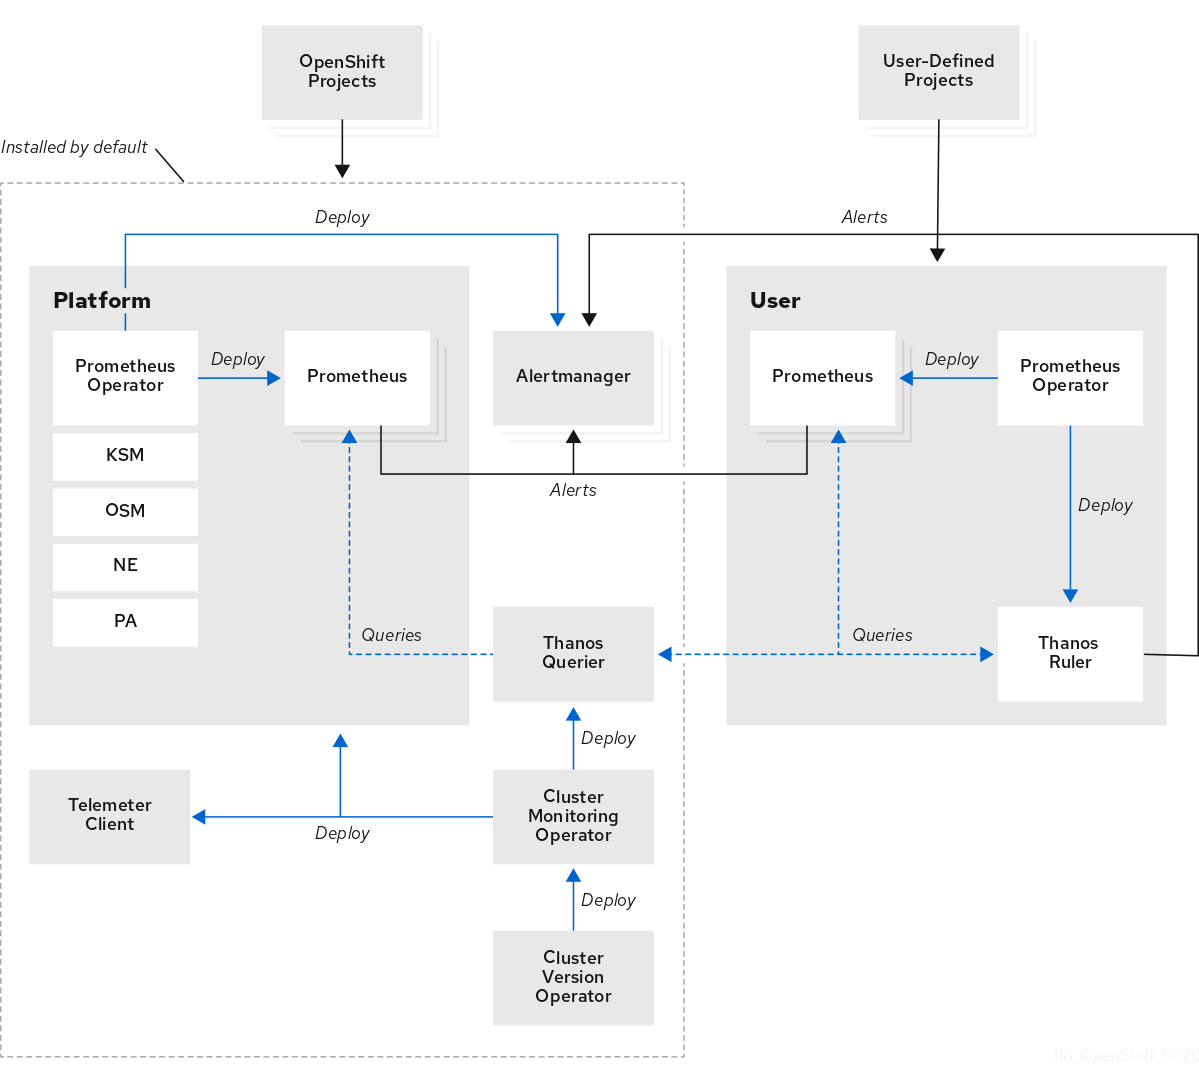 OpenShift
Projects
User-Defined
Projects
Installed by default
Deploy
Alerts
Platform
User
Prometheus
Operator
Deploy
Prometheus
Alertmanager
Prometheus
Deploy
Prometheus
Operator
KSM
OSM
NE
PA
Alerts
Deploy
Queries
Thanos
Querier
Queries
Thanos
Ruler
Deploy
Telemeter
Client
Deploy
Cluster
Monitoring
Operator
Deploy
Cluster
Version
Operator
118_OpenShift_0920